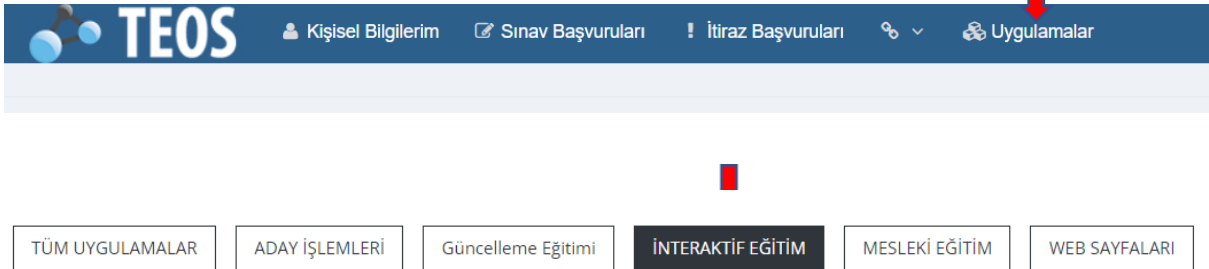 TEOS Kişisel Bilgilerim Sınav Başvuruları İtiraz Başvuruları Uygulamalar
TÜM UYGULAMALAR ADAY İŞLEMLERİ Güncelleme Eğitimi İNTERAKTİF EĞİTİM MESLEKİ EĞİTİM WEB SAYFALARI